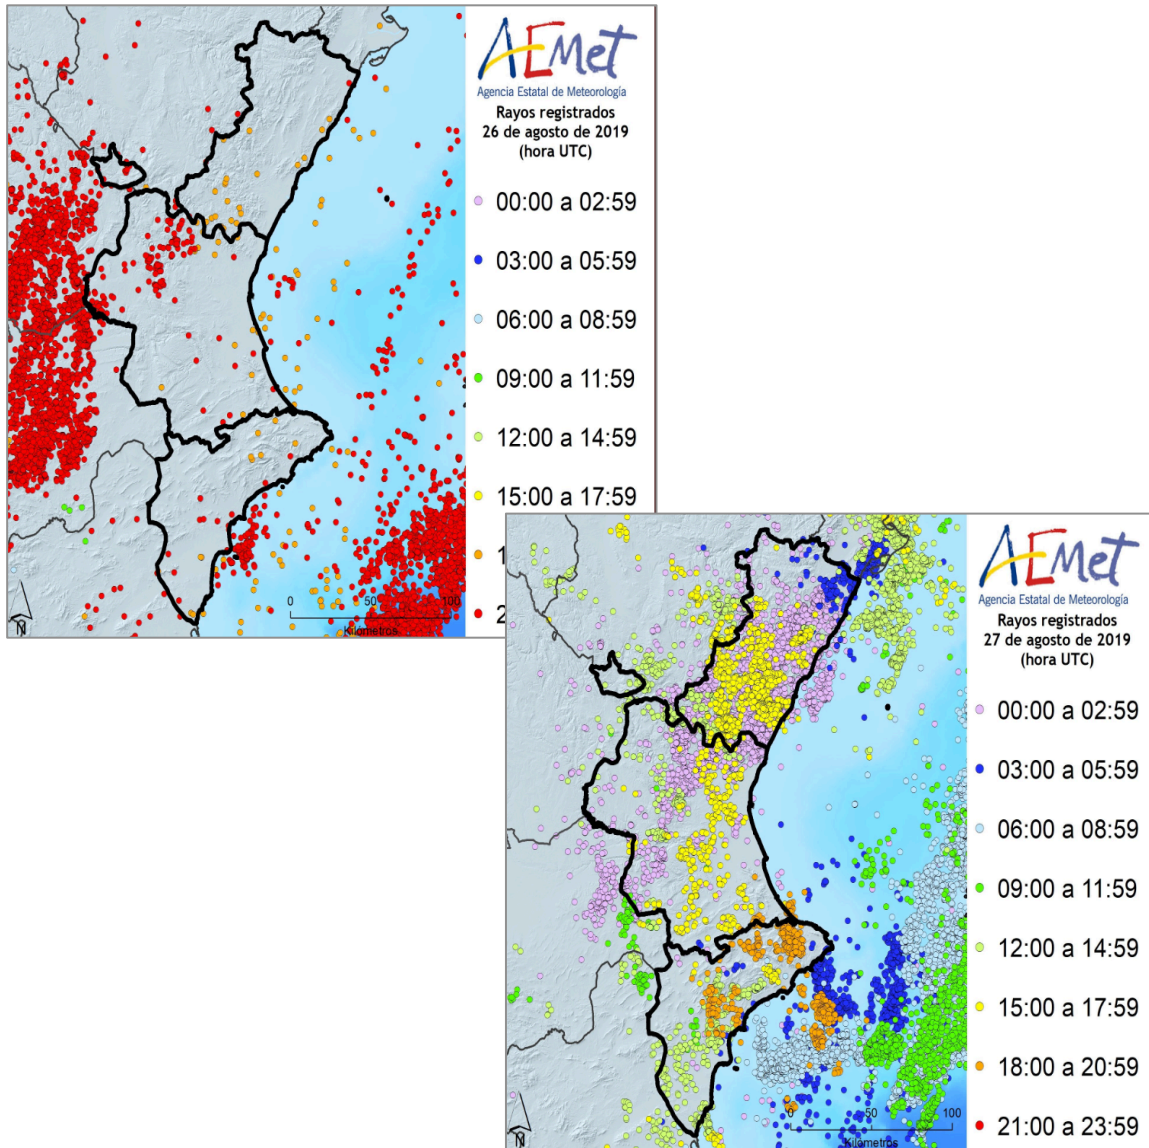 AEMet
Agencia Estatal de Meteorología
Rayos registrados
26 de agosto de 2019
(hora UTC)
00:00 a 02:59
03:00 a 05:59
06:00 a 08:59
09:00 a 11:59
12:00 a 14:59
15:00 a 17:59
1
2
0 50 100
Kilómetros
N
AEMet
Agencia Estatal de Meteorología
Rayos registrados
27 de agosto de 2019
(hora UTC)
00:00 a 02:59
03:00 a 05:59
06:00 a 08:59
09:00 a 11:59
12:00 a 14:59
15:00 a 17:59
18:00 a 20:59
21:00 a 23:59
0 50 100
Kilómetros
N